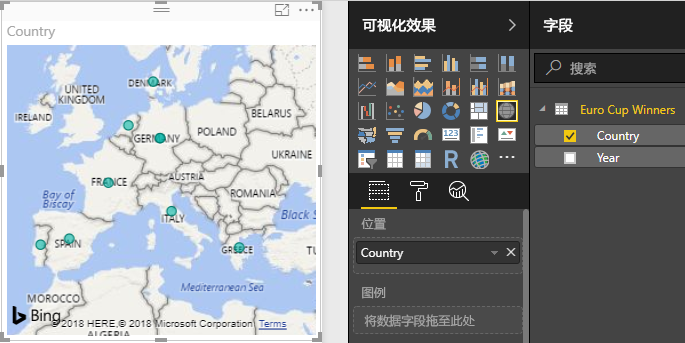 Country
UNITED
KINGDOM
IRELAND
DENMARK
GERMANY
POLAND
BELARUS
UKRAINE
FRANCE
AUSTRIA
ROMANIA
Bay of
Biscay
ITALY
Black S
SPAIN
GREECE
TUR
Mediterranean Sea
MOROCCO
ALGERIA
Bing
© 2018 HERE,© 2018 Microsoft Corporation Terms
可视化效果
123
R
位置
Country
图例
将数据字段拖至此处
字段
搜索
Euro Cup Winners
Country
Year